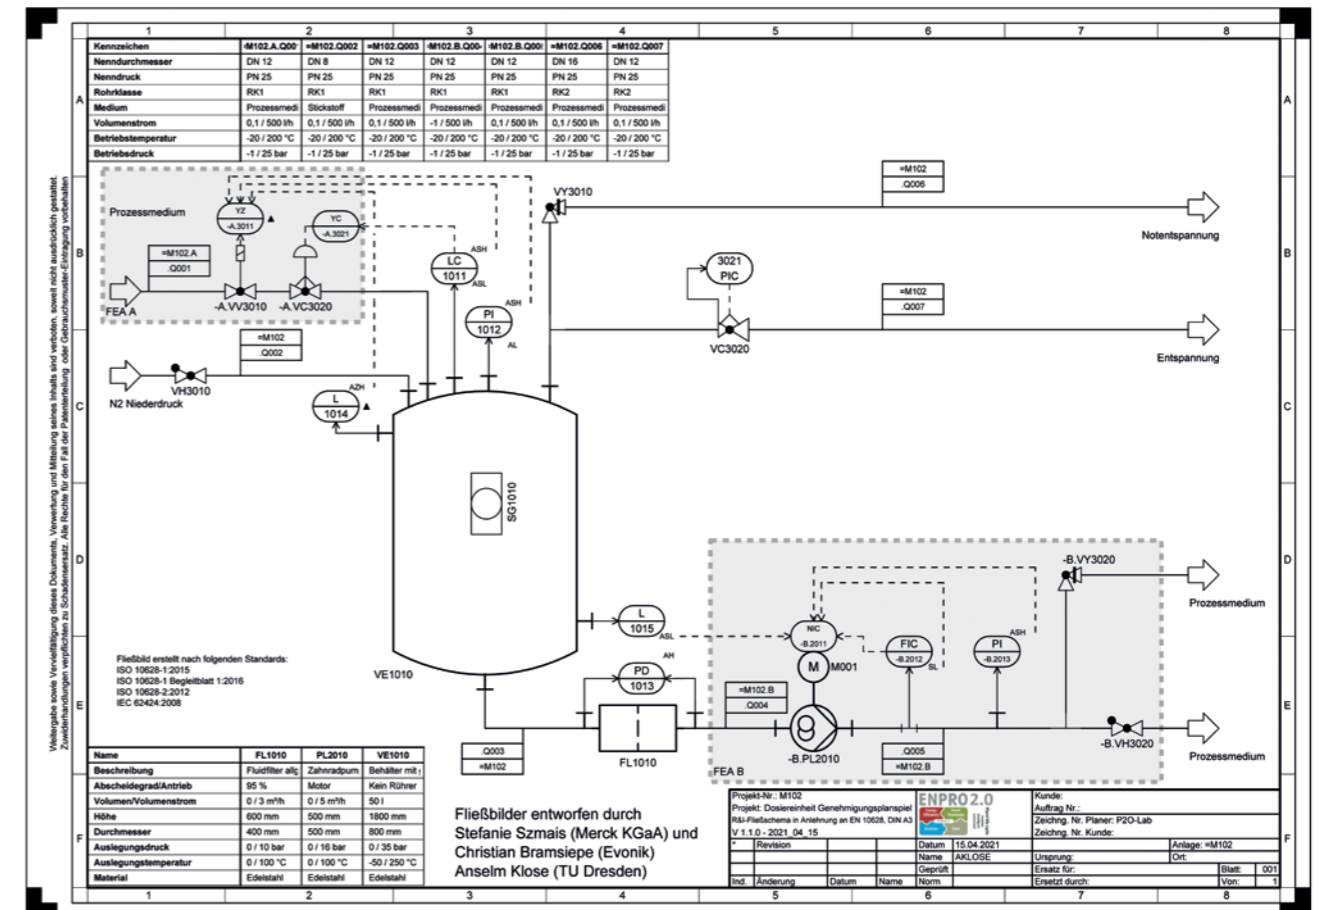 1 2 3 4 5 6 7 8
Kennzeichen M102.A.Q00 =M102.Q002 =M102.Q003 M102.B.Q00 M102.B.Q00 =M102.Q006 =M102.Q007
Nenndurchmesser DN 12 DN 8 DN 12 DN 12 DN 12 DN 16 DN 12
Nenndruck PN 25 PN 25 PN 25 PN 25 PN 25 PN 25 PN 25
Rohrklasse RK1 RK1 RK1 RK1 RK1 RK2 RK2
Medium Prozessmedi Stickstoff Prozessmedi Prozessmedi Prozessmedi Prozessmedi Prozessmedi
Volumenstrom 0,1 / 500 l/h 0,1 / 500 l/h 0,1 / 500 l/h -1 / 500 l/h 0,1 / 500 l/h 0,1 / 500 l/h 0,1 / 500 l/h
Betriebstemperatur -20 / 200 °C -20 / 200 °C -20 / 200 °C -20 / 200 °C -20 / 200 °C -20 / 200 °C -20 / 200 °C
Betriebsdruck -1 / 25 bar -1 / 25 bar -1 / 25 bar -1 / 25 bar -1 / 25 bar -1 / 25 bar -1 / 25 bar
A
B
C
D
E
F
A
B
C
D
E
F
Weitergabe sowie Vervielfältigung dieses Dokuments, Verwertung und Mitteilung seines Inhalts sind verboten, soweit nicht ausdrücklich gestattet.
Zuwiderhandlungen verpflichten zu Schadensersatz. Alle Rechte für den Fall der Patenterteilung oder Gebrauchsmuster-Eintragung vorbehalten
Prozessmedium
YZ
-A.3011
YC
-A.3021
=M102.A
.Q001
FEA A
-A.VV3010
-A.VC3020
=M102
.Q002
VH3010
N2 Niederdruck
LC
1011
ASH
ASL
PI
1012
ASH
AL
L
1014
AZH
VY3010
=M102
.Q006
Notentspannung
3021
PIC
VC3020
=M102
.Q007
Entspannung
SG1010
VE1010
L
1015
ASL
PD
1013
AH
FL1010
.Q003
=M102
NIC
-B.2011
M
M001
FIC
-B.2012
SL
PI
-B.2013
ASH
-B.VY3020
Prozessmedium
=M102.B
.Q004
-B.PL2010
.Q005
=M102.B
-B.VH3020
Prozessmedium
FEA B
Fließbild erstellt nach folgenden Standards:
ISO 10628-1:2015
ISO 10628-1 Begleitblatt 1:2016
ISO 10628-2:2012
IEC 62424:2008
Name FL1010 PL2010 VE1010
Beschreibung Fluidfilter allg Zahnradpum Behälter mit
Abscheidegrad/Antrieb 95 % Motor Kein Rührer
Volumen/Volumenstrom 0 / 3 m³/h 0 / 5 m³/h 50 l
Höhe 600 mm 500 mm 1800 mm
Durchmesser 400 mm 500 mm 800 mm
Auslegungsdruck 0 / 10 bar 0 / 16 bar 0 / 35 bar
Auslegungstemperatur 0 / 100 °C 0 / 100 °C -50 / 250 °C
Material Edelstahl Edelstahl Edelstahl
Fließbilder entworfen durch
Stefanie Szmais (Merck KGaA) und
Christian Bramsiepe (Evonik)
Anselm Klose (TU Dresden)
Projekt-Nr.: M102
Projekt: Dosiereinheit Genehmigungsplanspiel
R&I-Fließschema in Anlehnung an EN 10628, DIN A3
V 1.1.0 - 2021_04_15
ENPRO 2.0
Kunde:
Auftrag Nr.:
Zeichng. Nr. Planer: P2O-Lab
Zeichng. Nr. Kunde:
* Revision Datum 15.04.2021 Anlage: =M102
Name AKLOSE Ursprung: Ort:
Geprüft Ersatz für: Blatt: 001
Ind. Änderung Datum Name Norm Ersetzt durch: Von: 1
1 2 3 4 5 6 7 8